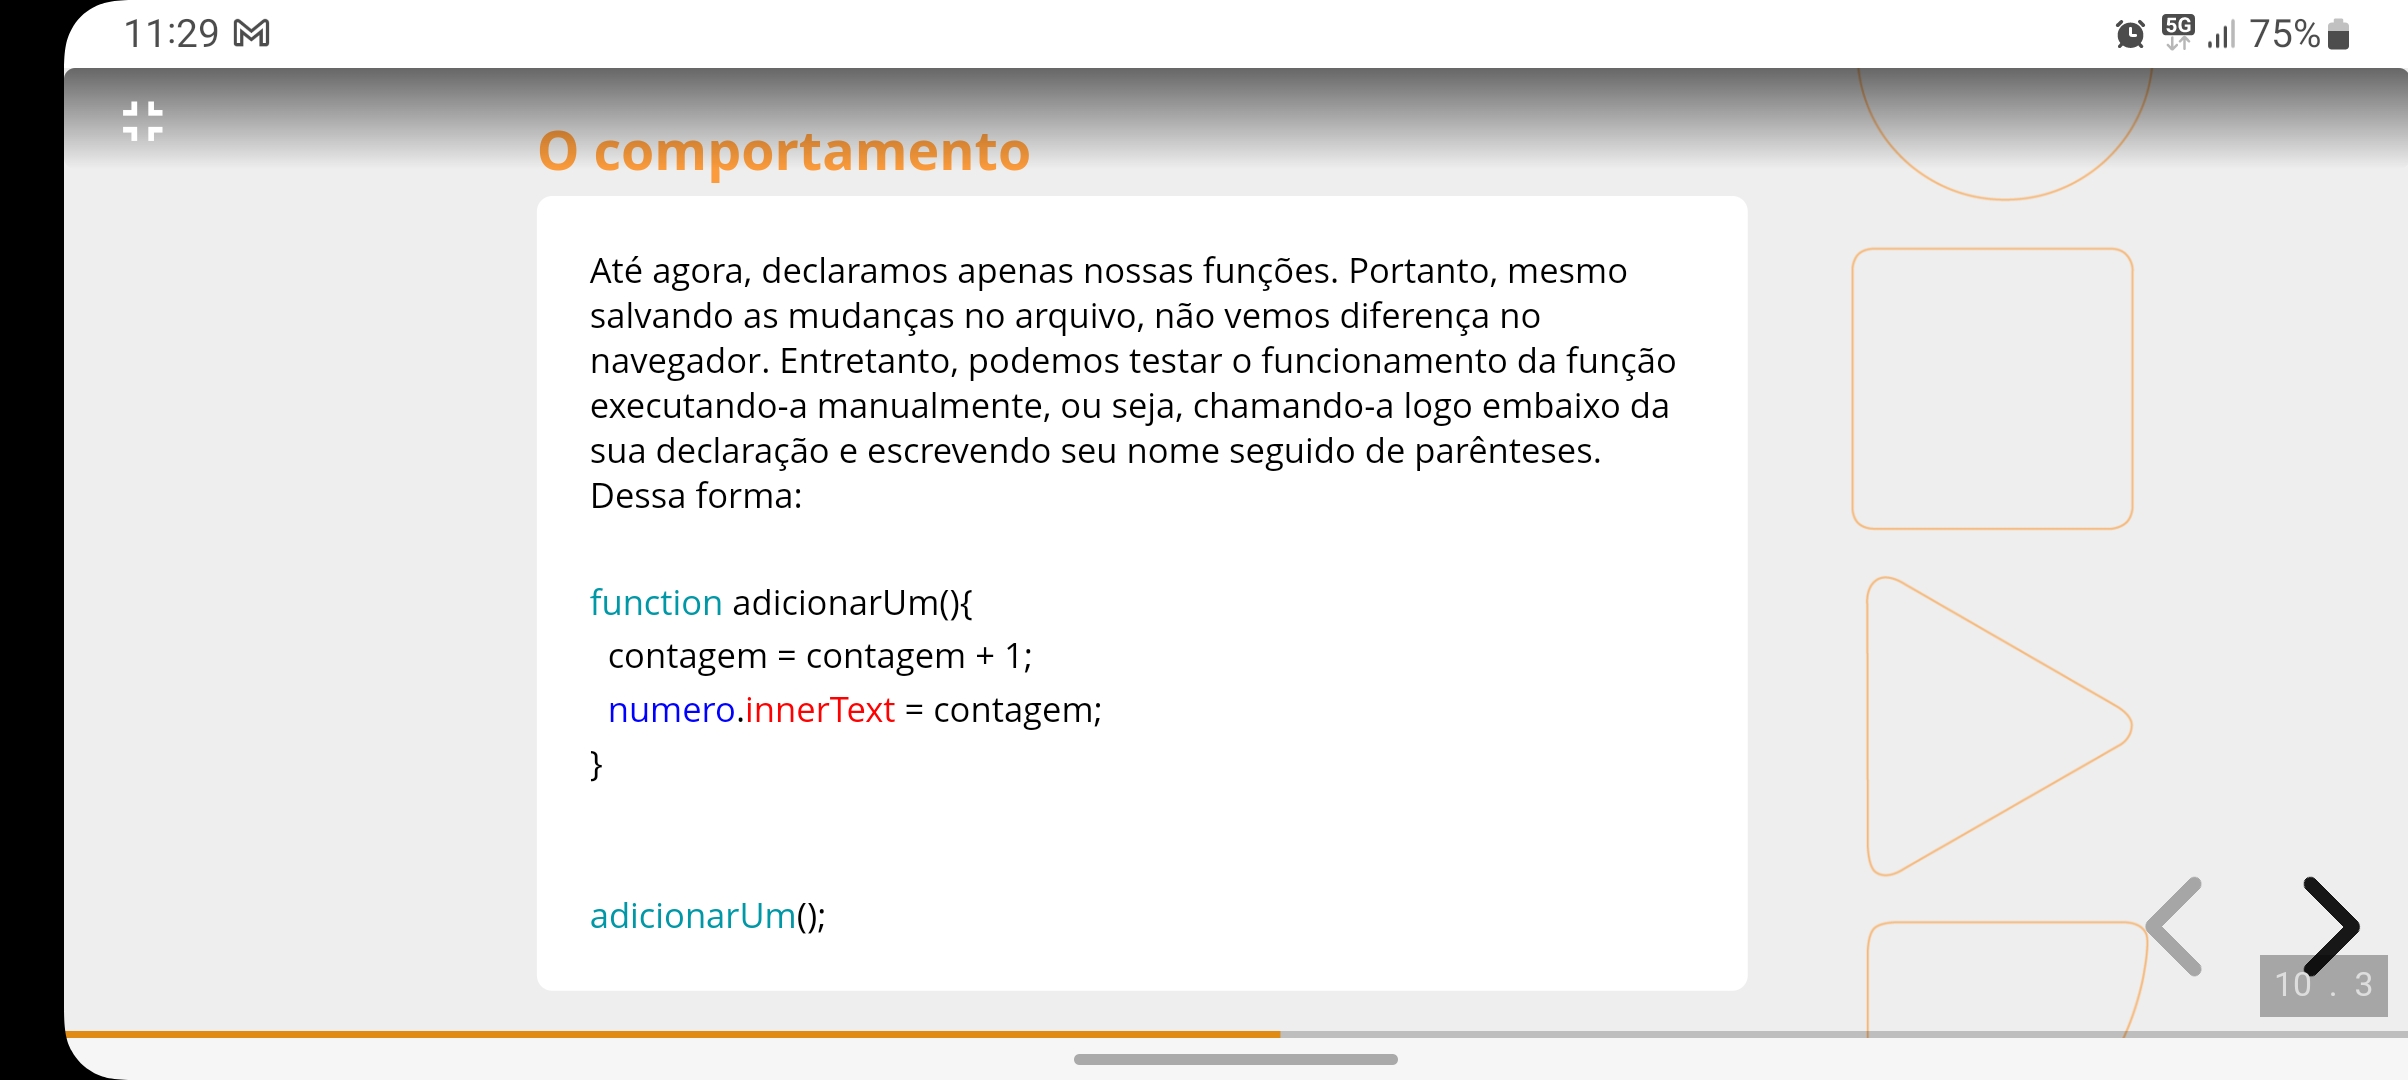 11:29
5G
75%
O comportamento
Até agora, declaramos apenas nossas funções. Portanto, mesmo
salvando as mudanças no arquivo, não vemos diferença no
navegador. Entretanto, podemos testar o funcionamento da função
executando-a manualmente, ou seja, chamando-a logo embaixo da
sua declaração e escrevendo seu nome seguido de parênteses.
Dessa forma:
function adicionarUm(){
contagem = contagem + 1;
numero.innerText = contagem;
}
adicionarUm();
10 . 3